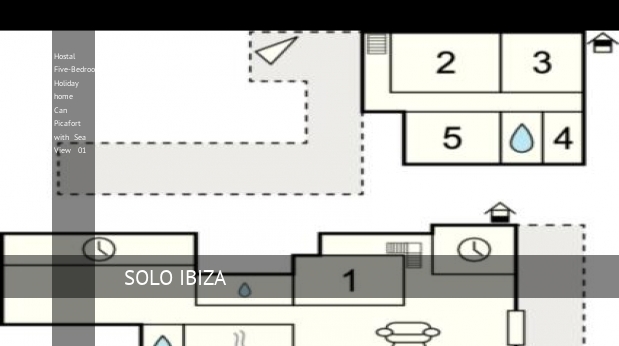 Hostal
Five-Bedroo
Holiday
home
Can
Picafort
with Sea
View 01
2
3
5
4
SOLO IBIZA
1